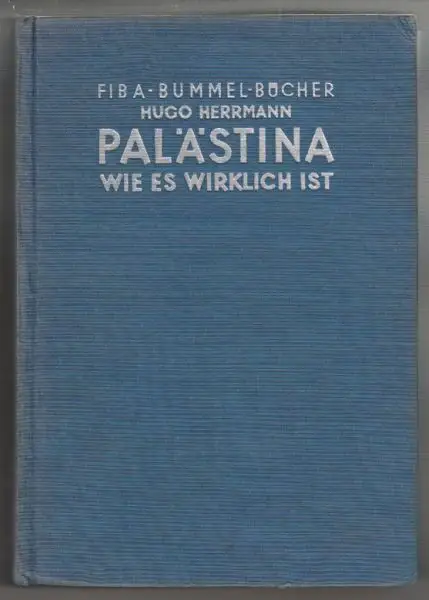 FIBA-BUMMEL-BÜCHER
HUGO HERRMANN
PALÄSTINA
WIE ES WIRKLICH IST